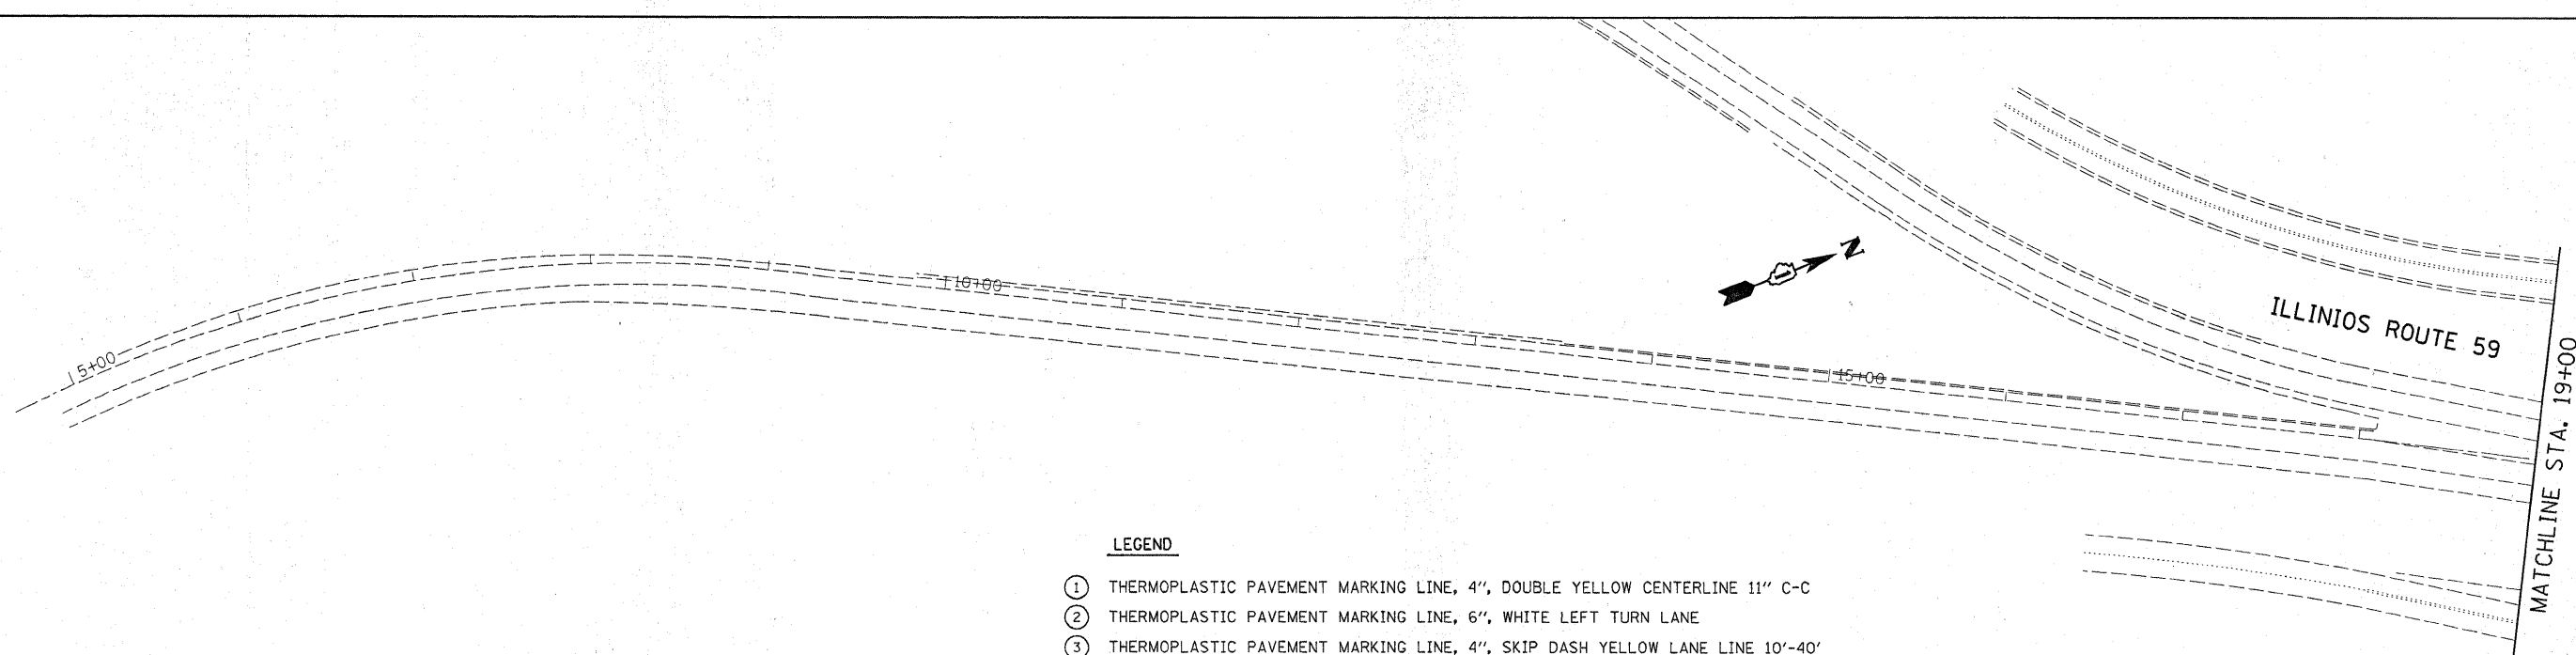 5+00
10+00
15+00
N
ILLINIOS ROUTE 59
MATCHLINE STA. 19+00
LEGEND
1 THERMOPLASTIC PAVEMENT MARKING LINE, 4", DOUBLE YELLOW CENTERLINE 11" C-C
2 THERMOPLASTIC PAVEMENT MARKING LINE, 6", WHITE LEFT TURN LANE
3 THERMOPLASTIC PAVEMENT MARKING LINE, 4", SKIP DASH YELLOW LANE LINE 10'-40'